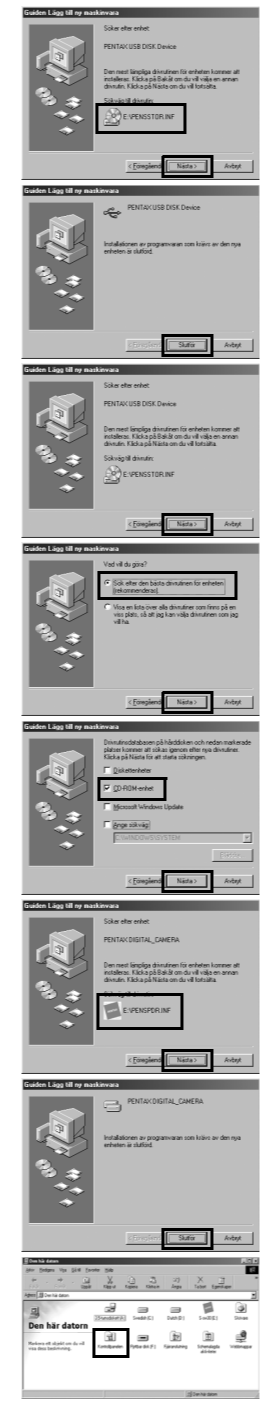 Guiden Lägg till ny maskinvara
Söker efter enhet:
PENTAX USB DISK Device
Den mest lämpliga drivrutinen för enheten kommer att
installeras. Klicka på Bakåt om du vill välja en annan
drivrutin. Klicka på Nästa för att fortsätta.
Sökväg till drivrutin:
E:\PENSSTOR.INF
< Föregående
Nästa >
Avbryt
Guiden Lägg till ny maskinvara
PENTAX USB DISK Device
Installationen av programvaran som krävs av den nya
enheten är slutförd.
< Föregående
Slutför
Avbryt
Guiden Lägg till ny maskinvara
Söker efter enhet:
PENTAX USB DISK Device
Den mest lämpliga drivrutinen för enheten kommer att
installeras. Klicka på Bakåt om du vill välja en annan
drivrutin. Klicka på Nästa för att fortsätta.
Sökväg till drivrutin:
E:\PENSSTOR.INF
< Föregående
Nästa >
Avbryt
Guiden Lägg till ny maskinvara
Vad vill du göra?
Sök efter den bästa drivrutinen för enheten
(rekommenderas).
Visa en lista över alla drivrutiner som finns på en
viss plats, så att jag kan välja drivrutinen som jag
vill ha.
< Föregående
Nästa >
Avbryt
Guiden Lägg till ny maskinvara
Drivrutinsdatabasen på hårddisken och nedan markerade
platser kommer att sökas igenom efter nya drivrutiner.
Klicka på Nästa för att starta sökningen.
Diskettenheter
CD-ROM-enhet
Microsoft Windows Update
Ange sökväg:
C:\WINDOWS\SYSTEM
< Föregående
Nästa >
Avbryt
Guiden Lägg till ny maskinvara
Söker efter enhet:
PENTAX DIGITAL_CAMERA
Den mest lämpliga drivrutinen för enheten kommer att
installeras. Klicka på Bakåt om du vill välja en annan
drivrutin. Klicka på Nästa för att fortsätta.
E:\PENSPDR.INF
< Föregående
Nästa >
Avbryt
Guiden Lägg till ny maskinvara
PENTAX DIGITAL_CAMERA
Installationen av programvaran som krävs av den nya
enheten är slutförd.
< Föregående
Slutför
Avbryt
Den här datorn
Den här datorn
Kontrollpanelen
Markera ett objekt om du vill
visa dess beskrivning.
Den här datorn